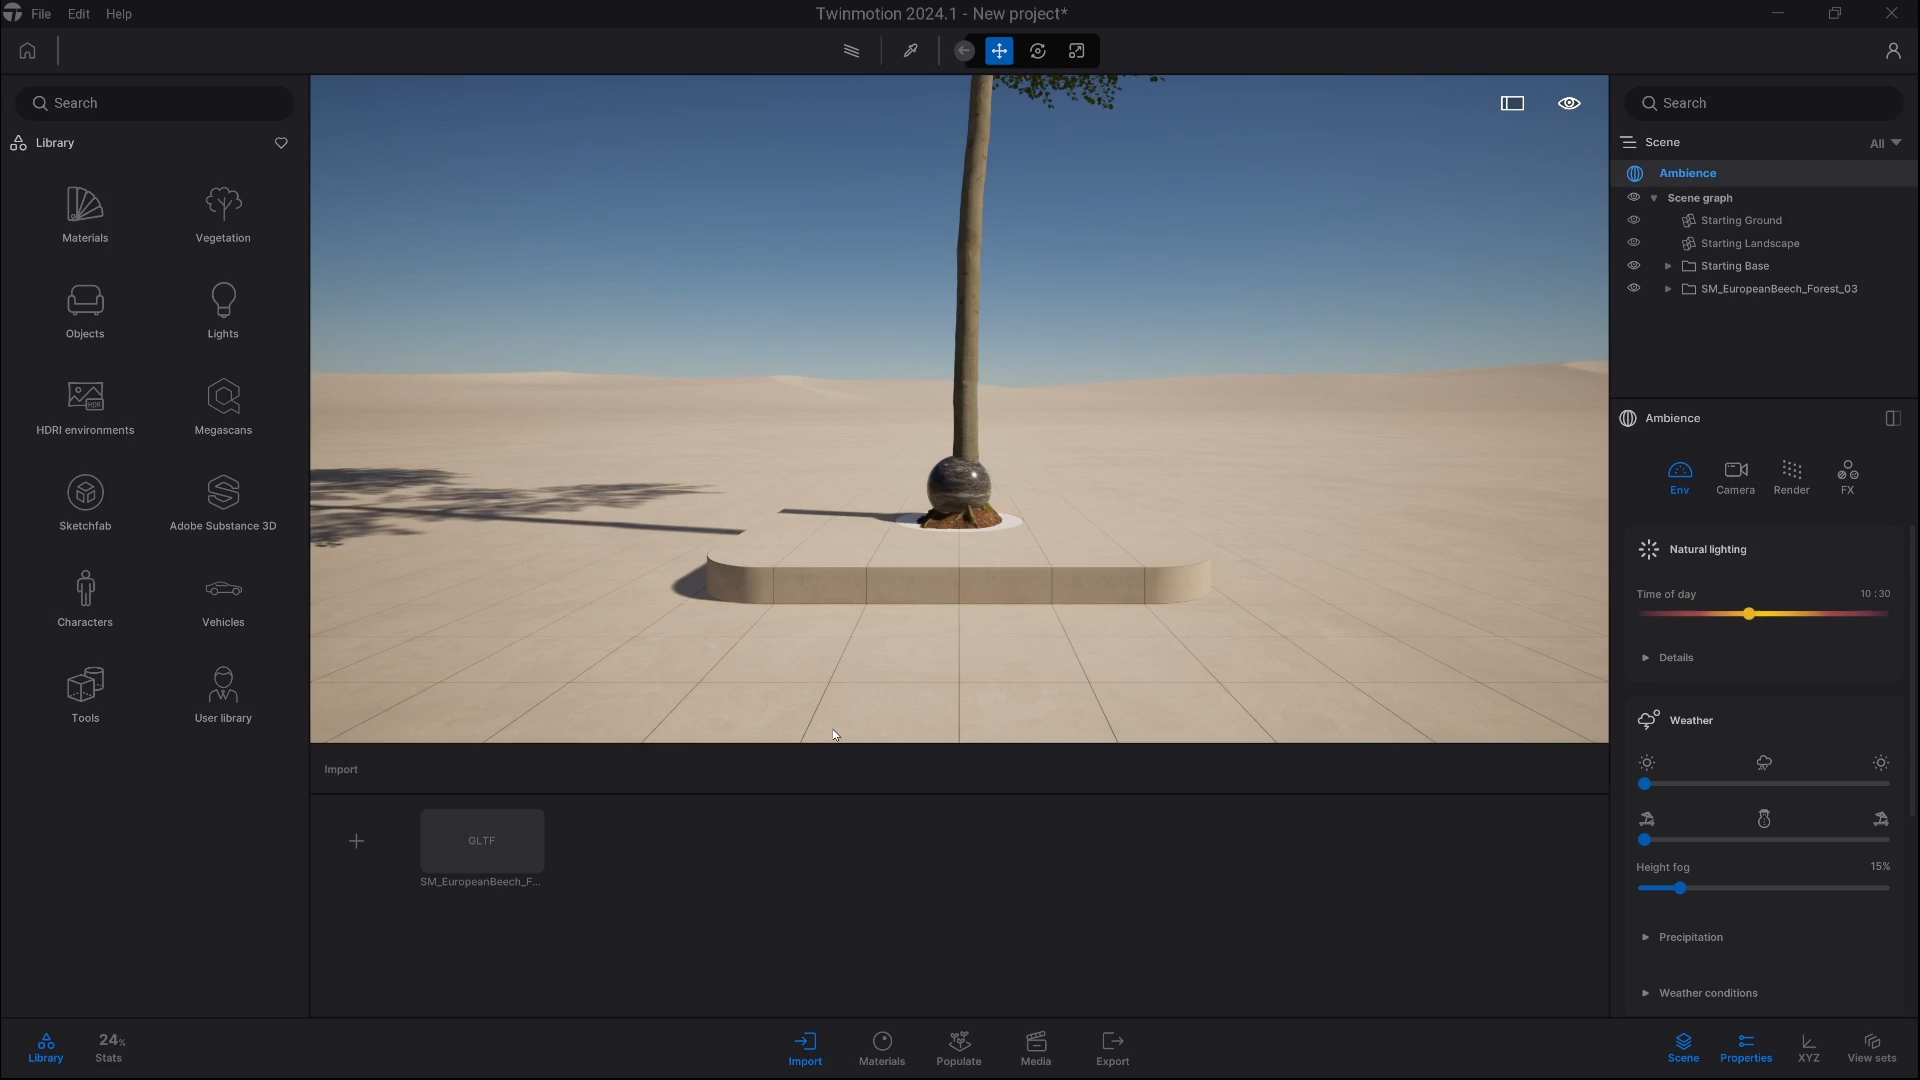 File Edit Help
Twinmotion 2024.1 - New project*
Search
Library
Materials
Vegetation
Objects
Lights
HDR
HDRI environments
Megascans
Sketchfab
Adobe Substance 3D
Characters
Vehicles
Tools
User library
Search
Scene
All
Ambience
Scene graph
Starting Ground
Starting Landscape
Starting Base
SM_EuropeanBeech_Forest_03
Ambience
Env
Camera
Render
FX
Natural lighting
Time of day 10 : 30
Details
Weather
Height fog 15%
Precipitation
Weather conditions
Import
GLTF
SM_EuropeanBeech_F...
Library
24%
Stats
Import
Materials
Populate
Media
Export
Scene
Properties
XYZ
View sets